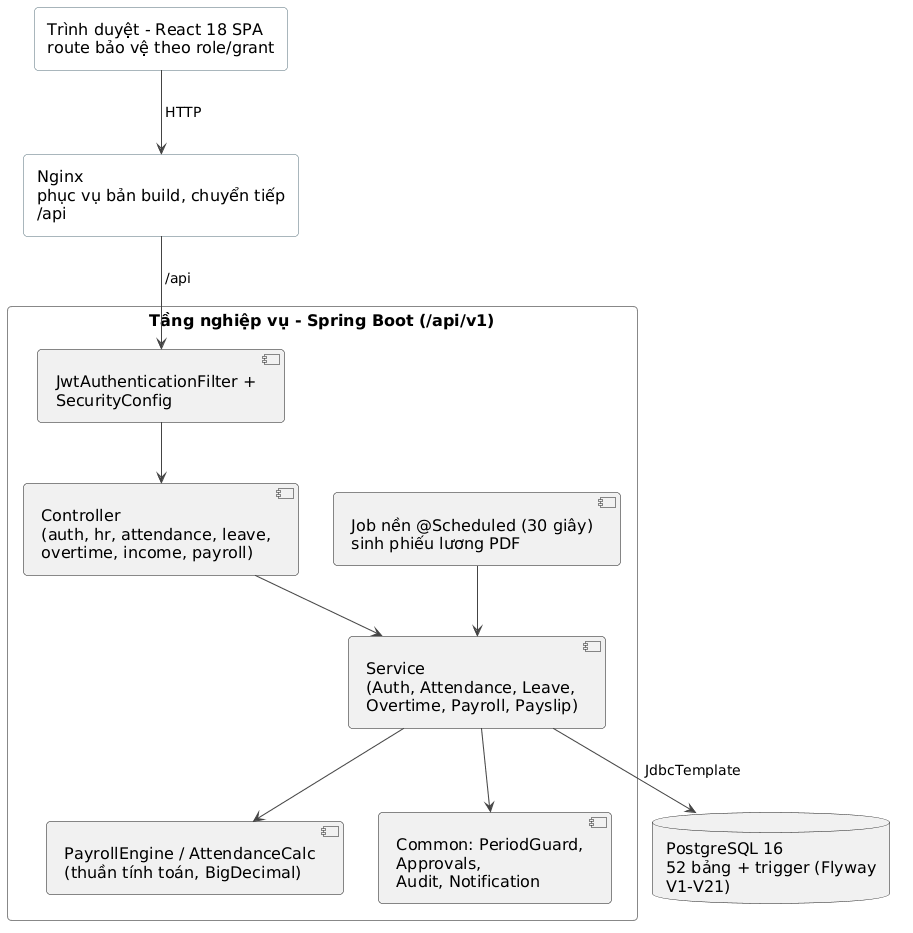 Trình duyệt - React 18 SPA
route bảo vệ theo role/grant
HTTP
Nginx
phục vụ bản build, chuyển tiếp
/api
/api
Tầng nghiệp vụ - Spring Boot (/api/v1)
JwtAuthenticationFilter +
SecurityConfig
Controller
(auth, hr, attendance, leave,
overtime, income, payroll)
Job nền @Scheduled (30 giây)
sinh phiếu lương PDF
Service
(Auth, Attendance, Leave,
Overtime, Payroll, Payslip)
JdbcTemplate
PayrollEngine / AttendanceCalc
(thuần tính toán, BigDecimal)
Common: PeriodGuard,
Approvals,
Audit, Notification
PostgreSQL 16
52 bảng + trigger (Flyway
V1-V21)